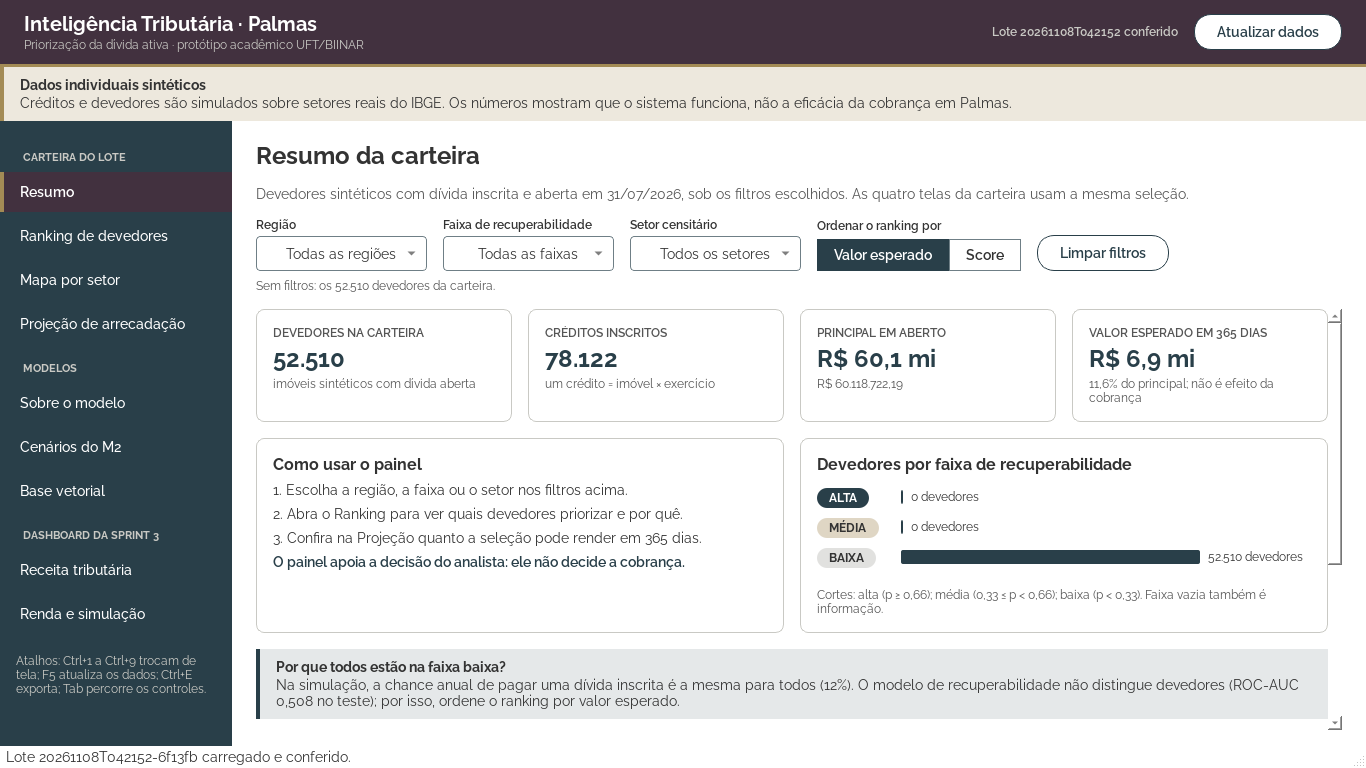 Inteligência Tributária · Palmas
Priorização da dívida ativa · protótipo acadêmico UFT/BIINAR
Lote 20261108T042152 conferido
Atualizar dados
Dados individuais sintéticos
Créditos e devedores são simulados sobre setores reais do IBGE. Os números mostram que o sistema funciona, não a eficácia da cobrança em Palmas.
CARTEIRA DO LOTE
Resumo
Ranking de devedores
Mapa por setor
Projeção de arrecadação
MODELOS
Sobre o modelo
Cenários do M2
Base vetorial
DASHBOARD DA SPRINT 3
Receita tributária
Renda e simulação
Atalhos: Ctrl+1 a Ctrl+9 trocam de
tela; F5 atualiza os dados; Ctrl+E
exporta; Tab percorre os controles.
Resumo da carteira
Devedores sintéticos com dívida inscrita e aberta em 31/07/2026, sob os filtros escolhidos. As quatro telas da carteira usam a mesma seleção.
Região
Faixa de recuperabilidade
Setor censitário
Ordenar o ranking por
Todas as regiões
Todas as faixas
Todos os setores
Valor esperado
Score
Limpar filtros
Sem filtros: os 52.510 devedores da carteira.
DEVEDORES NA CARTEIRA
52.510
imóveis sintéticos com dívida aberta
CRÉDITOS INSCRITOS
78.122
um crédito = imóvel × exercício
PRINCIPAL EM ABERTO
R$ 60,1 mi
R$ 60.118.722,19
VALOR ESPERADO EM 365 DIAS
R$ 6,9 mi
11,6% do principal; não é efeito da
cobrança
Como usar o painel
1. Escolha a região, a faixa ou o setor nos filtros acima.
2. Abra o Ranking para ver quais devedores priorizar e por quê.
3. Confira na Projeção quanto a seleção pode render em 365 dias.
O painel apoia a decisão do analista: ele não decide a cobrança.
Devedores por faixa de recuperabilidade
ALTA
0 devedores
MÉDIA
0 devedores
BAIXA
52.510 devedores
Cortes: alta (p ≥ 0,66); média (0,33 ≤ p < 0,66); baixa (p < 0,33). Faixa vazia também é
informação.
Por que todos estão na faixa baixa?
Na simulação, a chance anual de pagar uma dívida inscrita é a mesma para todos (12%). O modelo de recuperabilidade não distingue devedores (ROC-AUC
0,508 no teste); por isso, ordene o ranking por valor esperado.
Lote 20261108T042152-6f13fb carregado e conferido.